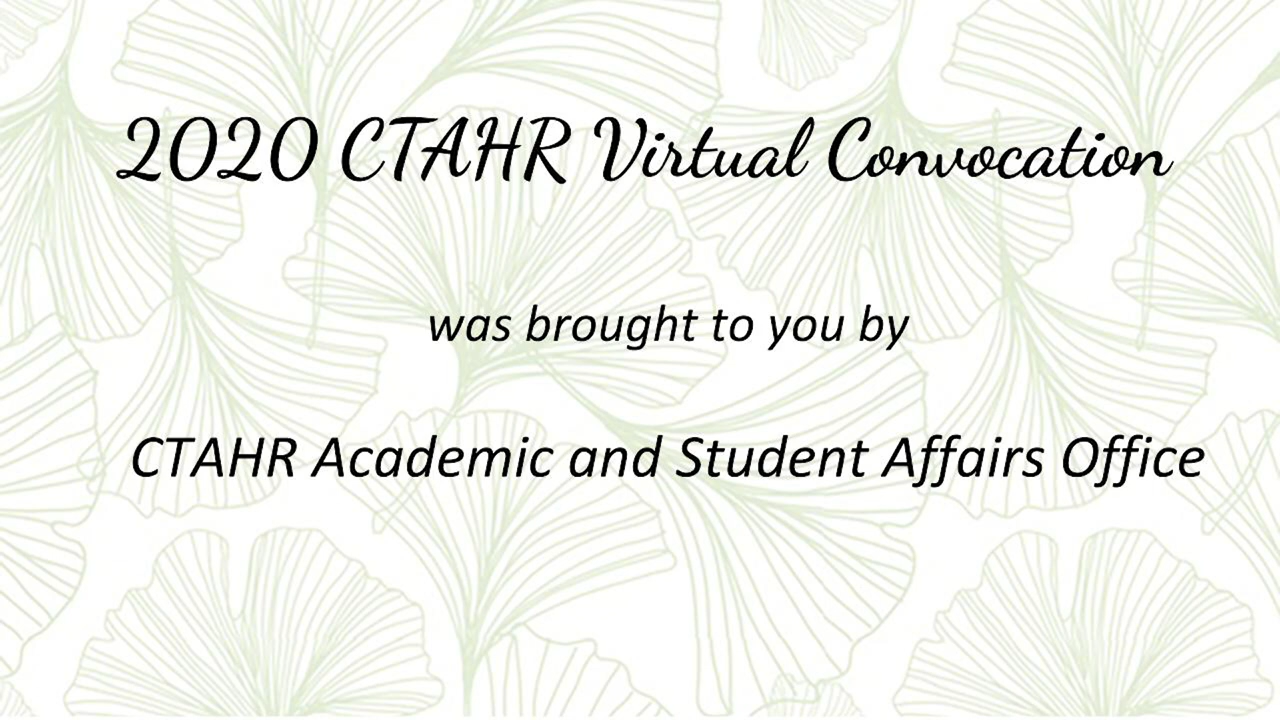 2020 CTAHR Virtual Convocation
was brought to you by
CTAHR Academic and Student Affairs Office